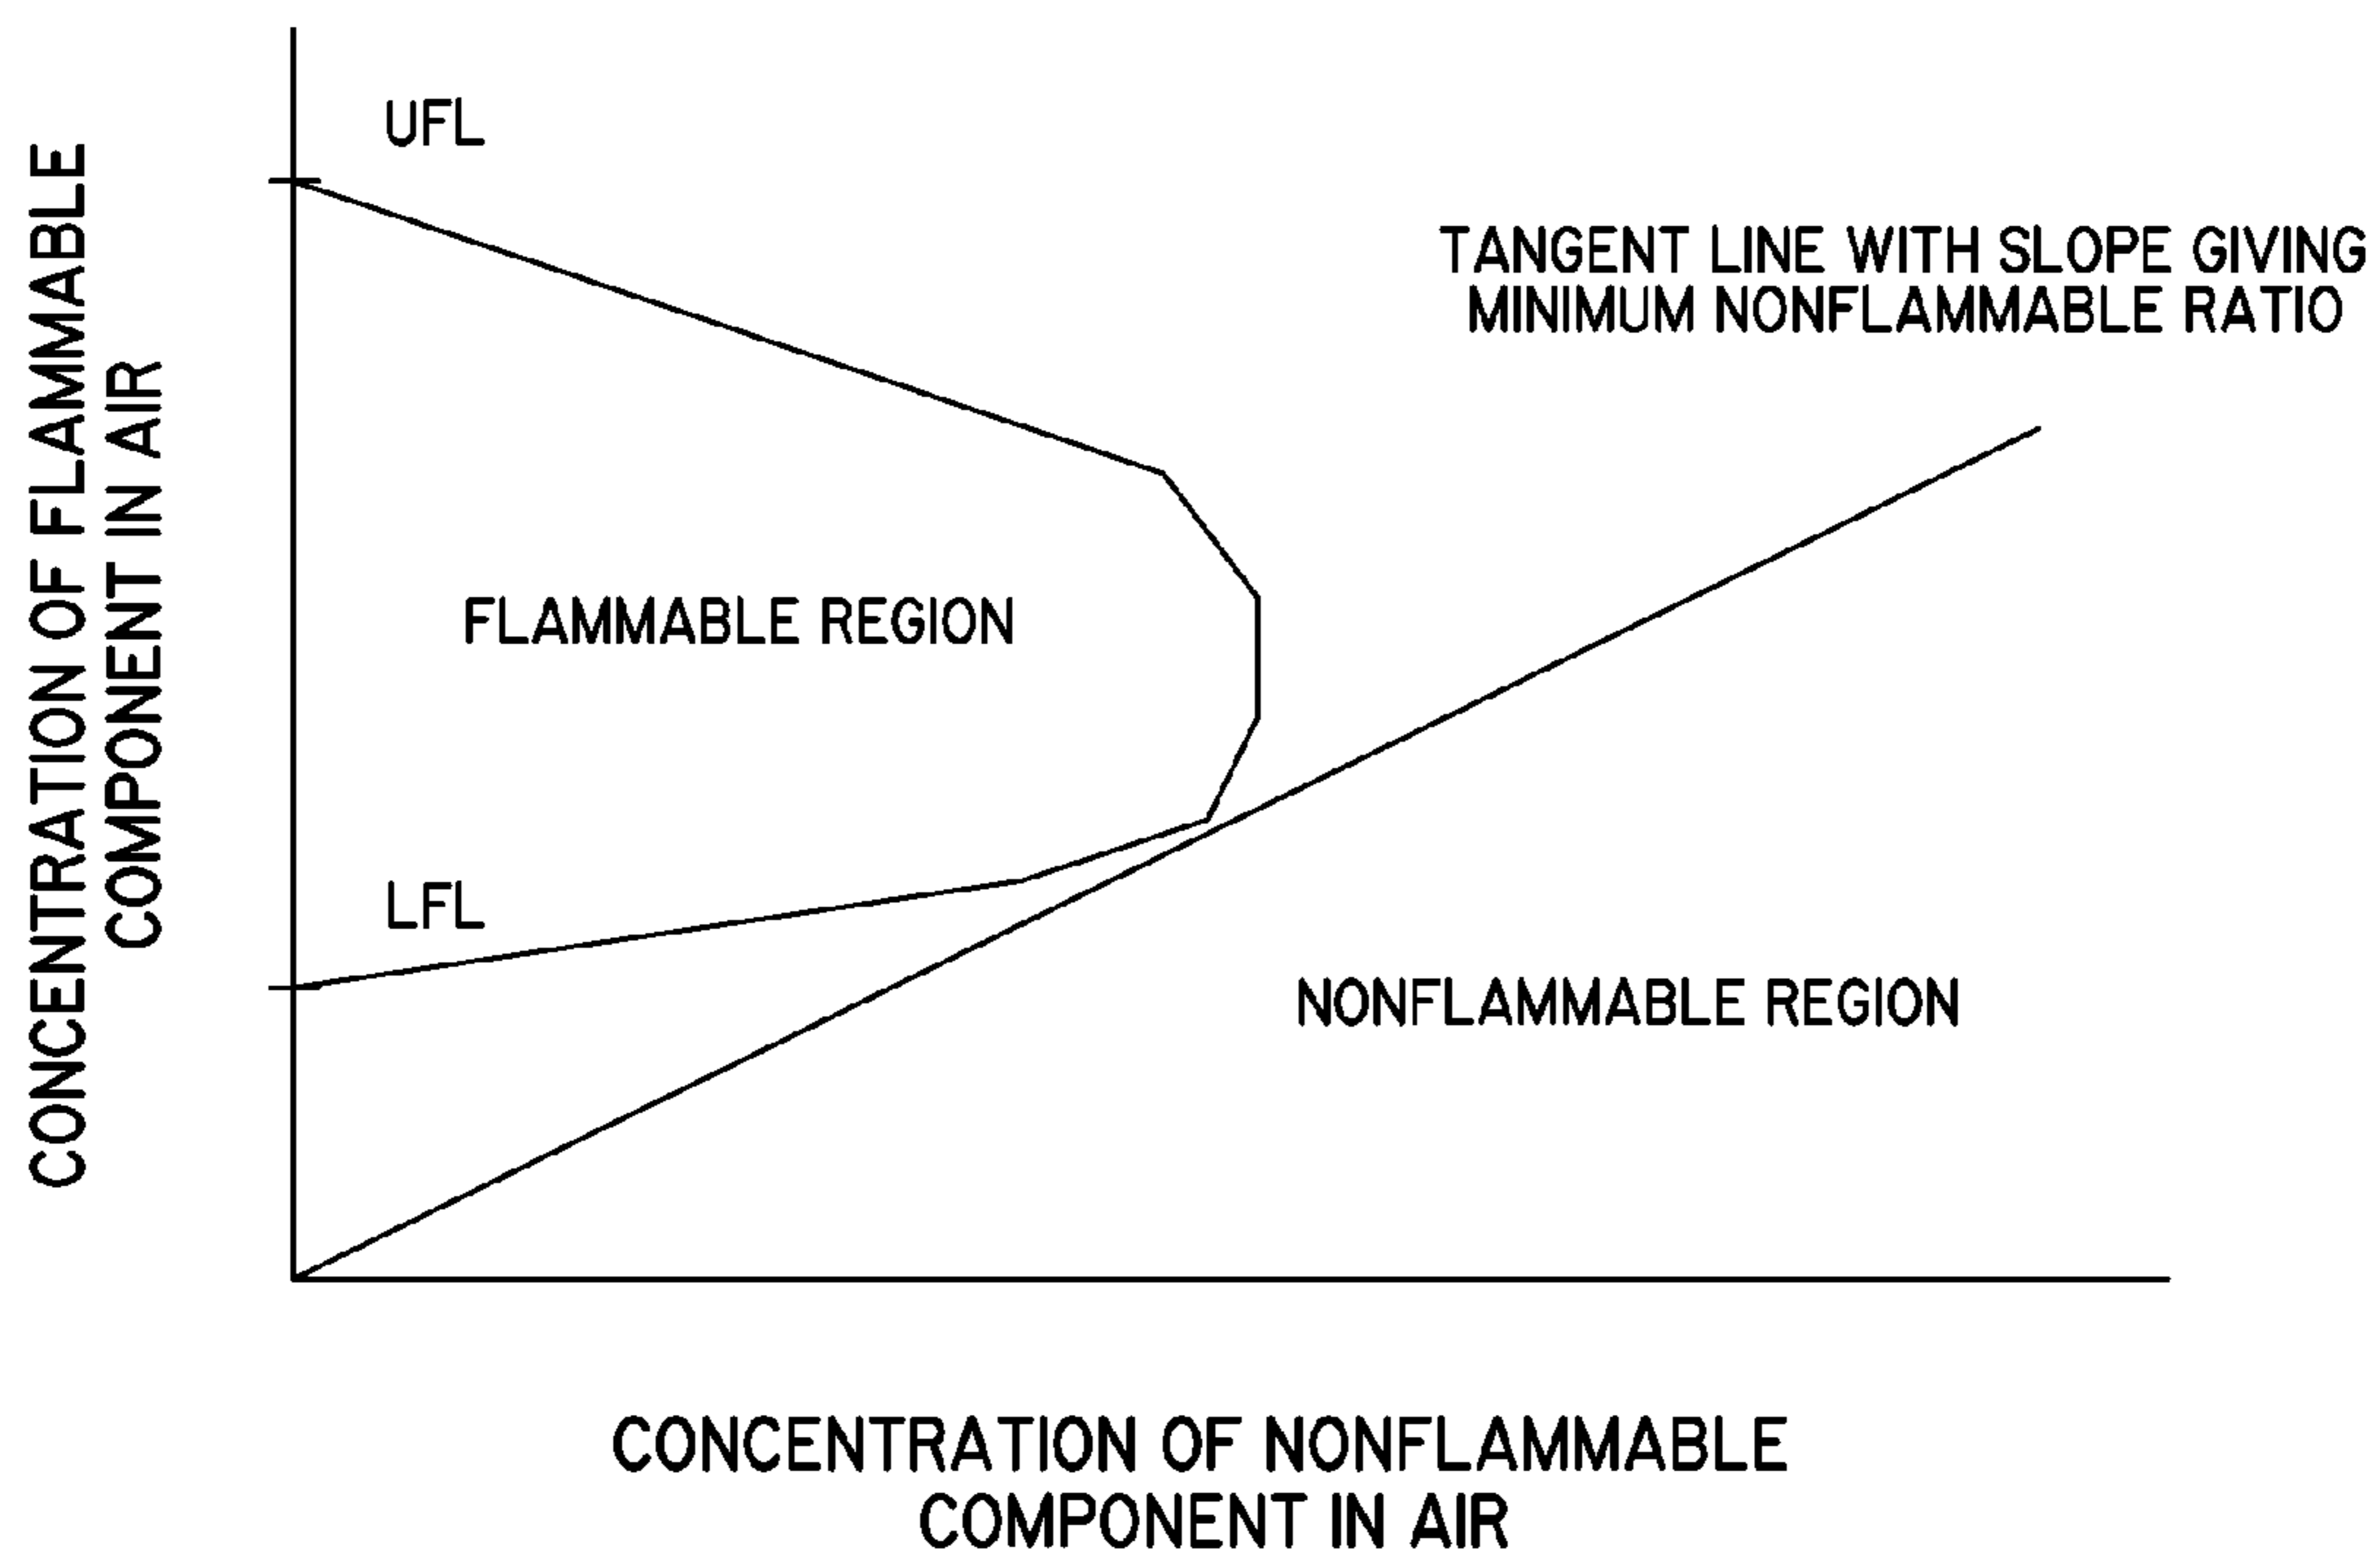 CONCENTRATION OF FLAMMABLE
COMPONENT IN AIR
UFL
TANGENT LINE WITH SLOPE GIVING
MINIMUM NONFLAMMABLE RATIO
FLAMMABLE REGION
LFL
NONFLAMMABLE REGION
CONCENTRATION OF NONFLAMMABLE
COMPONENT IN AIR